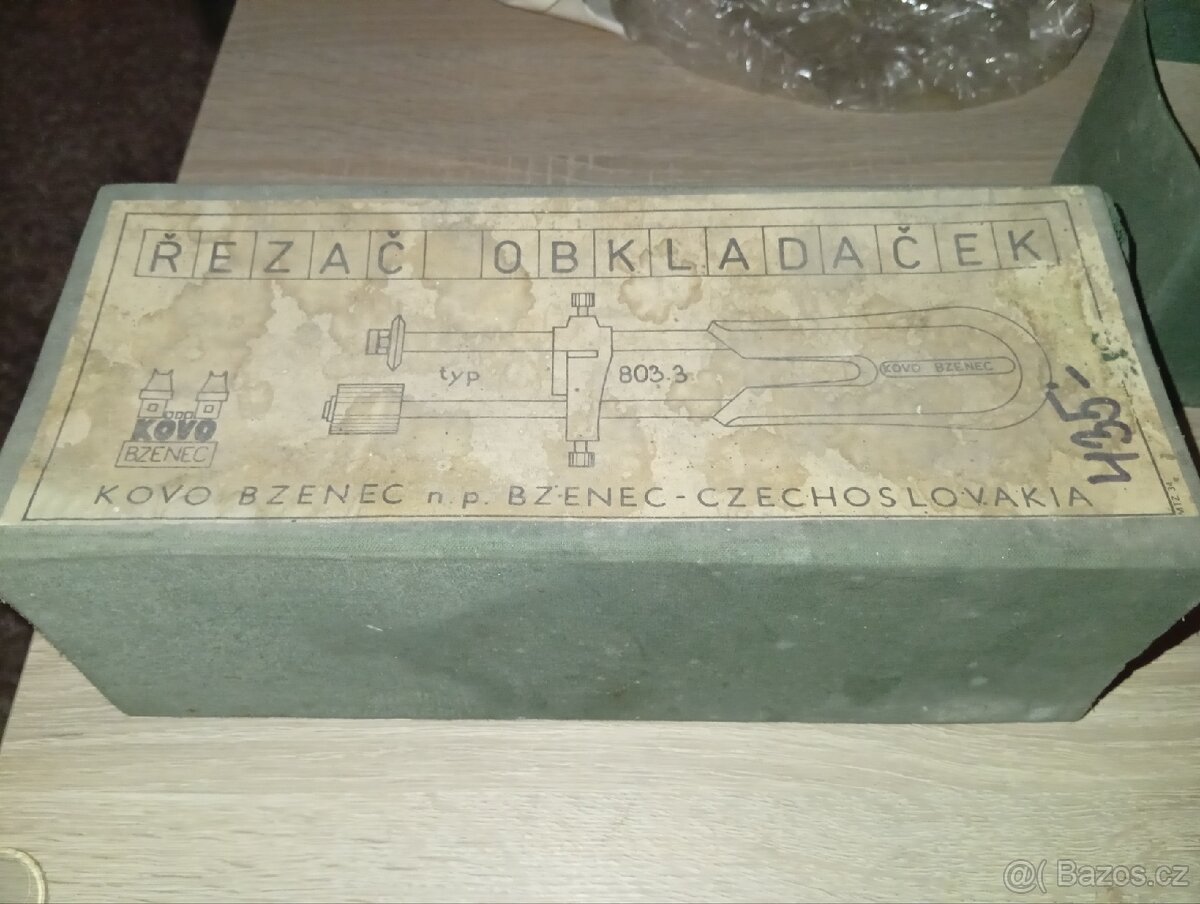 ŘEZAČ OBKLADAČEK
typ 803.3
KOVO BZENEC
KOVO
BZENEC
435,-
KOVO BZENEC n.p. BZENEC-CZECHOSLOVAKIA
@( Bazos.cz